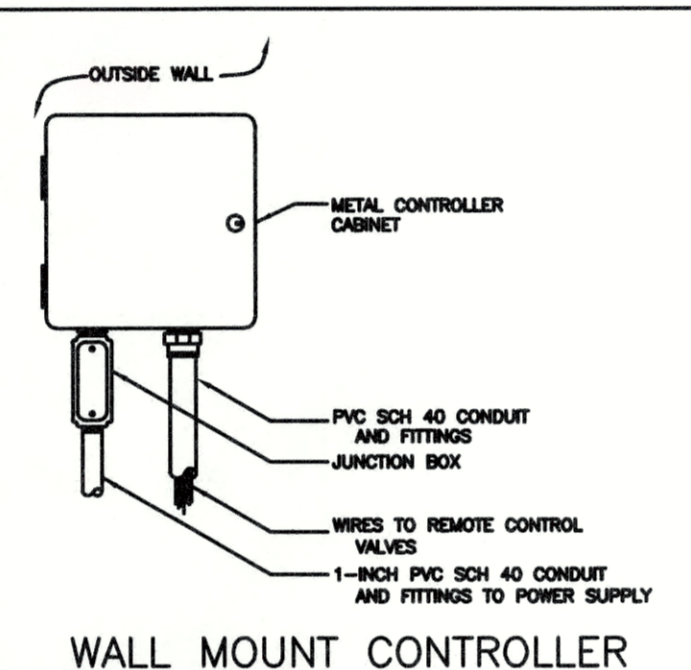 OUTSIDE WALL
METAL CONTROLLER
CABINET
PVC SCH 40 CONDUIT
AND FITTINGS
JUNCTION BOX
WIRES TO REMOTE CONTROL
VALVES
1-INCH PVC SCH 40 CONDUIT
AND FITTINGS TO POWER SUPPLY
WALL MOUNT CONTROLLER